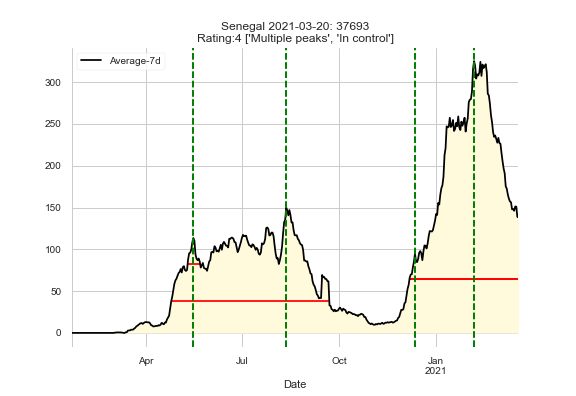 Senegal 2021-03-20: 37693
Rating:4 ['Multiple peaks', 'In control']
Average-7d
300
250
200
150
100
50
0
Apr
Jul
Oct
Jan
2021
Date